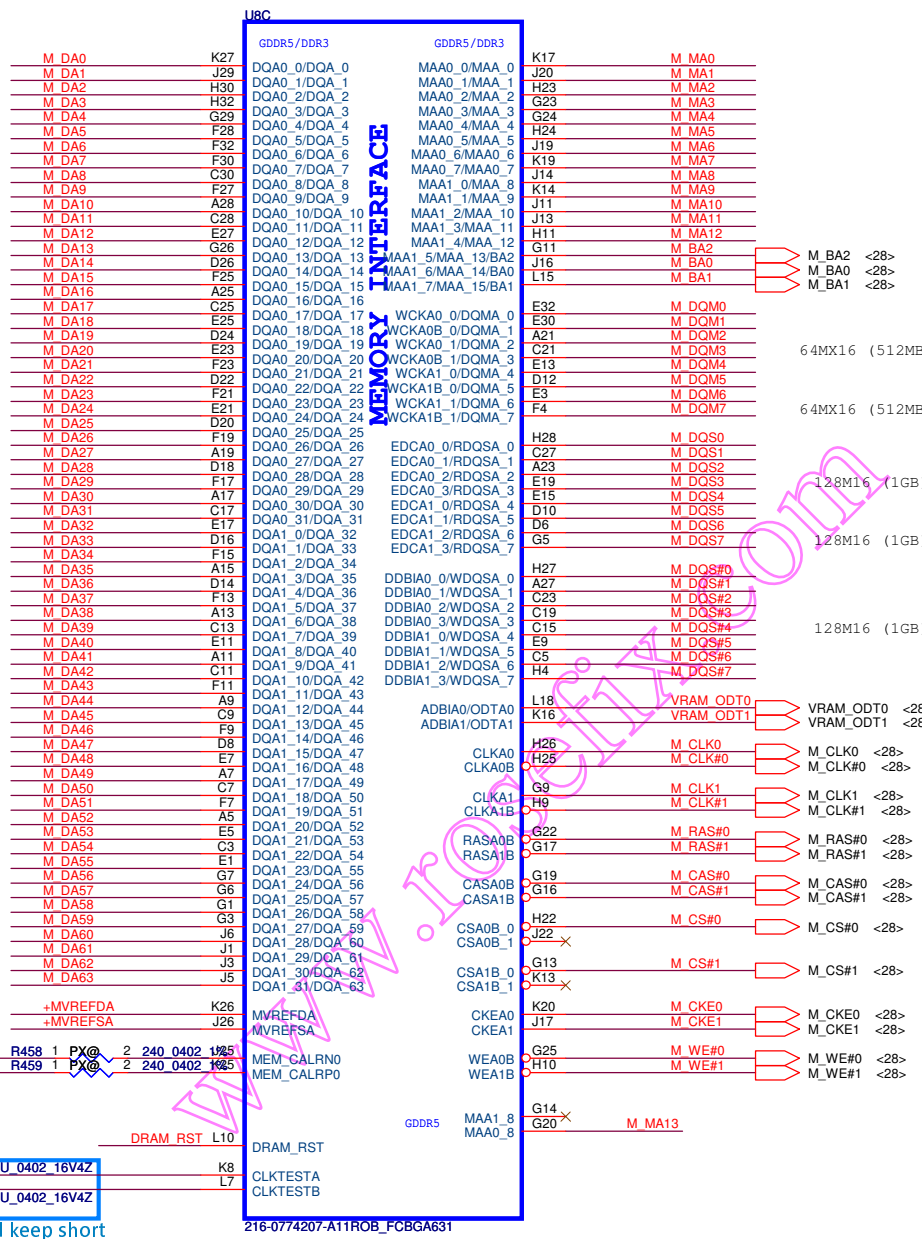 U8C
GDDR5/DDR3 GDDR5/DDR3
MEMORY INTERFACE
M_DA0 K27 DQA0_0/DQA_0 MAA0_0/MAA_0 K17 M_MA0
M_DA1 J29 DQA0_1/DQA_1 MAA0_1/MAA_1 J20 M_MA1
M_DA2 H30 DQA0_2/DQA_2 MAA0_2/MAA_2 H23 M_MA2
M_DA3 H32 DQA0_3/DQA_3 MAA0_3/MAA_3 G23 M_MA3
M_DA4 G29 DQA0_4/DQA_4 MAA0_4/MAA_4 G24 M_MA4
M_DA5 F28 DQA0_5/DQA_5 MAA0_5/MAA_5 H24 M_MA5
M_DA6 F32 DQA0_6/DQA_6 MAA0_6/MAA0_6 J19 M_MA6
M_DA7 F30 DQA0_7/DQA_7 MAA0_7/MAA0_7 K19 M_MA7
M_DA8 C30 DQA0_8/DQA_8 MAA1_0/MAA_8 J14 M_MA8
M_DA9 F27 DQA0_9/DQA_9 MAA1_1/MAA_9 K14 M_MA9
M_DA10 A28 DQA0_10/DQA_10 MAA1_2/MAA_10 J11 M_MA10
M_DA11 C28 DQA0_11/DQA_11 MAA1_3/MAA_11 J13 M_MA11
M_DA12 E27 DQA0_12/DQA_12 MAA1_4/MAA_12 H11 M_MA12
M_DA13 G26 DQA0_13/DQA_13 MAA1_5/MAA_13/BA2 G11 M_BA2 M_BA2 <28>
M_DA14 D26 DQA0_14/DQA_14 MAA1_6/MAA_14/BA0 J16 M_BA0 M_BA0 <28>
M_DA15 F25 DQA0_15/DQA_15 MAA1_7/MAA_15/BA1 L15 M_BA1 M_BA1 <28>
M_DA16 A25 DQA0_16/DQA_16
M_DA17 C25 DQA0_17/DQA_17 WCKA0_0/DQMA_0 E32 M_DQM0
M_DA18 E25 DQA0_18/DQA_18 WCKA0B_0/DQMA_1 E30 M_DQM1
M_DA19 D24 DQA0_19/DQA_19 WCKA0_1/DQMA_2 A21 M_DQM2
M_DA20 E23 DQA0_20/DQA_20 WCKA0B_1/DQMA_3 C21 M_DQM3 64MX16 (512MB
M_DA21 F23 DQA0_21/DQA_21 WCKA1_0/DQMA_4 E13 M_DQM4
M_DA22 D22 DQA0_22/DQA_22 WCKA1B_0/DQMA_5 D12 M_DQM5
M_DA23 F21 DQA0_23/DQA_23 WCKA1_1/DQMA_6 E3 M_DQM6
M_DA24 E21 DQA0_24/DQA_24 WCKA1B_1/DQMA_7 F4 M_DQM7 64MX16 (512MB
M_DA25 D20 DQA0_25/DQA_25
M_DA26 F19 DQA0_26/DQA_26 EDCA0_0/RDQSA_0 H28 M_DQS0
M_DA27 A19 DQA0_27/DQA_27 EDCA0_1/RDQSA_1 C27 M_DQS1
M_DA28 D18 DQA0_28/DQA_28 EDCA0_2/RDQSA_2 A23 M_DQS2
M_DA29 F17 DQA0_29/DQA_29 EDCA0_3/RDQSA_3 E19 M_DQS3 128M16 (1GB
M_DA30 A17 DQA0_30/DQA_30 EDCA1_0/RDQSA_4 E15 M_DQS4
M_DA31 C17 DQA0_31/DQA_31 EDCA1_1/RDQSA_5 D10 M_DQS5
M_DA32 E17 DQA1_0/DQA_32 EDCA1_2/RDQSA_6 D6 M_DQS6
M_DA33 D16 DQA1_1/DQA_33 EDCA1_3/RDQSA_7 G5 M_DQS7 128M16 (1GB
M_DA34 F15 DQA1_2/DQA_34
M_DA35 A15 DQA1_3/DQA_35 DDBIA0_0/WDQSA_0 H27 M_DQS#0
M_DA36 D14 DQA1_4/DQA_36 DDBIA0_1/WDQSA_1 A27 M_DQS#1
M_DA37 F13 DQA1_5/DQA_37 DDBIA0_2/WDQSA_2 C23 M_DQS#2
M_DA38 A13 DQA1_6/DQA_38 DDBIA0_3/WDQSA_3 C19 M_DQS#3
M_DA39 C13 DQA1_7/DQA_39 DDBIA1_0/WDQSA_4 C15 M_DQS#4 128M16 (1GB
M_DA40 E11 DQA1_8/DQA_40 DDBIA1_1/WDQSA_5 E9 M_DQS#5
M_DA41 A11 DQA1_9/DQA_41 DDBIA1_2/WDQSA_6 C5 M_DQS#6
M_DA42 C11 DQA1_10/DQA_42 DDBIA1_3/WDQSA_7 H4 M_DQS#7
M_DA43 F11 DQA1_11/DQA_43
M_DA44 A9 DQA1_12/DQA_44 ADBIA0/ODTA0 L18 VRAM_ODT0 VRAM_ODT0 <28
M_DA45 C9 DQA1_13/DQA_45 ADBIA1/ODTA1 K16 VRAM_ODT1 VRAM_ODT1 <28
M_DA46 F9 DQA1_14/DQA_46
M_DA47 D8 DQA1_15/DQA_47 CLKA0 H26 M_CLK0 M_CLK0 <28>
M_DA48 E7 DQA1_16/DQA_48 CLKA0B H25 M_CLK#0 M_CLK#0 <28>
M_DA49 A7 DQA1_17/DQA_49
M_DA50 C7 DQA1_18/DQA_50 CLKA1 G9 M_CLK1 M_CLK1 <28>
M_DA51 F7 DQA1_19/DQA_51 CLKA1B H9 M_CLK#1 M_CLK#1 <28>
M_DA52 A5 DQA1_20/DQA_52
M_DA53 E5 DQA1_21/DQA_53 RASA0B G22 M_RAS#0 M_RAS#0 <28>
M_DA54 C3 DQA1_22/DQA_54 RASA1B G17 M_RAS#1 M_RAS#1 <28>
M_DA55 E1 DQA1_23/DQA_55
M_DA56 G7 DQA1_24/DQA_56 CASA0B G19 M_CAS#0 M_CAS#0 <28>
M_DA57 G6 DQA1_25/DQA_57 CASA1B G16 M_CAS#1 M_CAS#1 <28>
M_DA58 G1 DQA1_26/DQA_58
M_DA59 G3 DQA1_27/DQA_59 CSA0B_0 H22 M_CS#0 M_CS#0 <28>
M_DA60 J6 DQA1_28/DQA_60 CSA0B_1 J22
M_DA61 J1 DQA1_29/DQA_61
M_DA62 J3 DQA1_30/DQA_62 CSA1B_0 G13 M_CS#1 M_CS#1 <28>
M_DA63 J5 DQA1_31/DQA_63 CSA1B_1 K13
+MVREFDA K26 MVREFDA CKEA0 K20 M_CKE0 M_CKE0 <28>
+MVREFSA J26 MVREFSA CKEA1 J17 M_CKE1 M_CKE1 <28>
R458 1 PX@ 2 240_0402_1% J25 MEM_CALRN0 WEA0B G25 M_WE#0 M_WE#0 <28>
R459 1 PX@ 2 240_0402_1% K25 MEM_CALRP0 WEA1B H10 M_WE#1 M_WE#1 <28>
GDDR5 MAA1_8 G14
MAA0_8 G20 M_MA13
DRAM_RST L10 DRAM_RST
U_0402_16V4Z K8 CLKTESTA
U_0402_16V4Z L7 CLKTESTB
216-0774207-A11ROB_FCBGA631
l keep short
www.rosefix.com